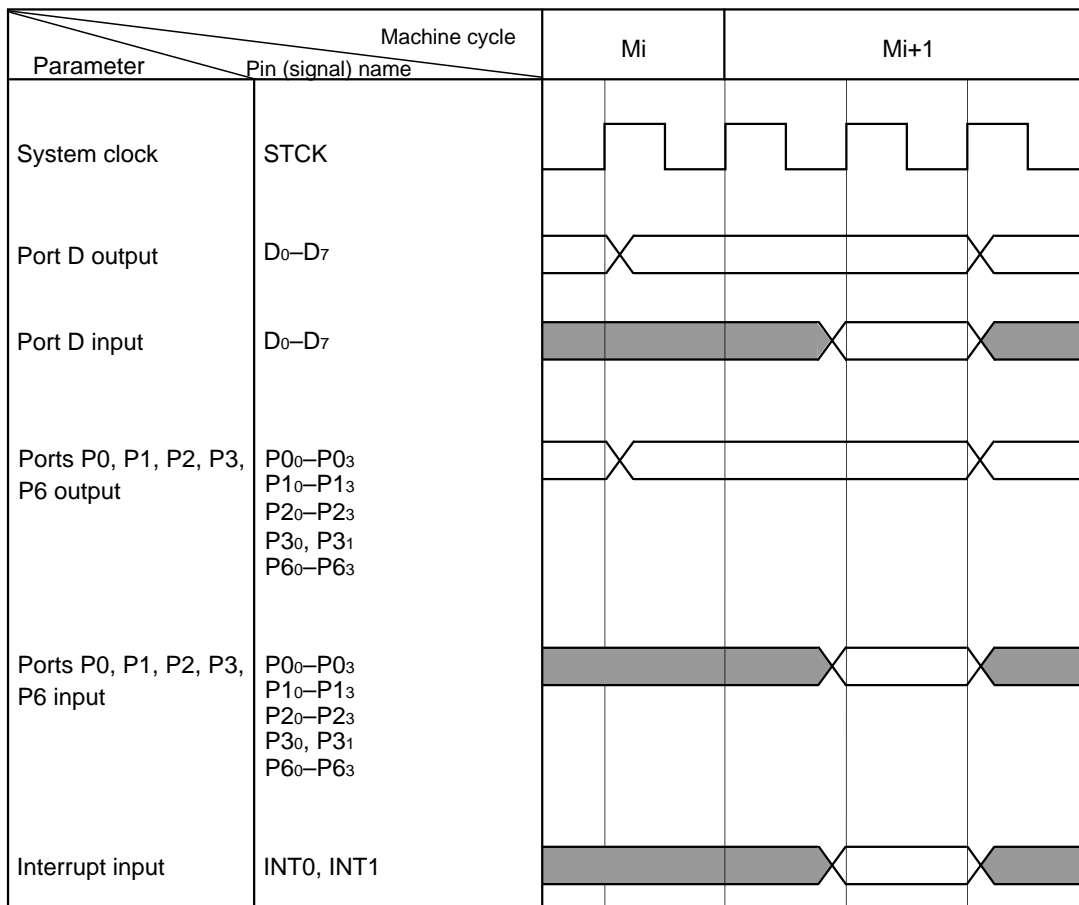 Machine cycle
Parameter
Pin (signal) name
Mi
Mi+1
System clock
STCK
Port D output
D0–D7
Port D input
D0–D7
Ports P0, P1, P2, P3,
P6 output
P00–P03
P10–P13
P20–P23
P30, P31
P60–P63
Ports P0, P1, P2, P3,
P6 input
P00–P03
P10–P13
P20–P23
P30, P31
P60–P63
Interrupt input
INT0, INT1